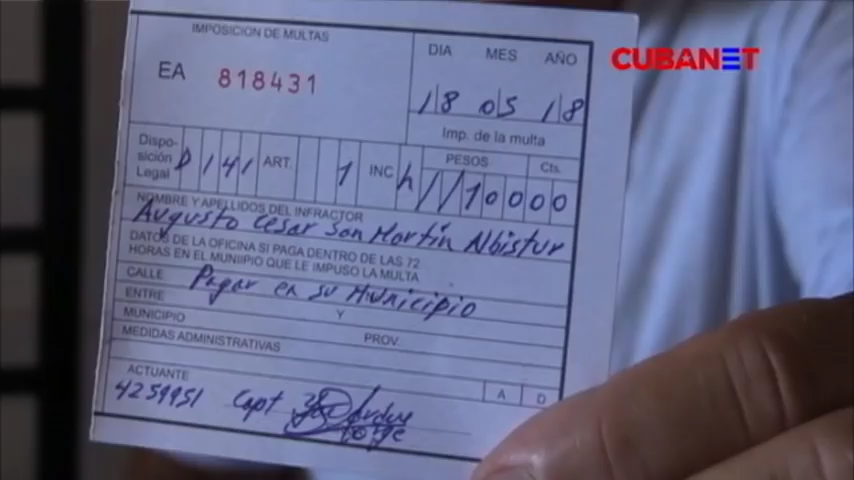 IMPOSICION DE MULTAS
DIA MES AÑO
CUBANET
EA 818431
18 05 18
Imp. de la multa
Dispo-
sición
Legal
D 141 ART. 1 INC h
PESOS Cts.
//10000
NOMBRE Y APELLIDOS DEL INFRACTOR
Augusto Cesar San Martín Albistur
DATOS DE LA OFICINA SI PAGA DENTRO DE LAS 72
HORAS EN EL MUNIIPIO QUE LE IMPUSO LA MULTA
CALLE Pagar en su Municipio
ENTRE Y
MUNICIPIO PROV.
MEDIDAS ADMINISTRATIVAS
ACTUANTE A D
4259951 Capt